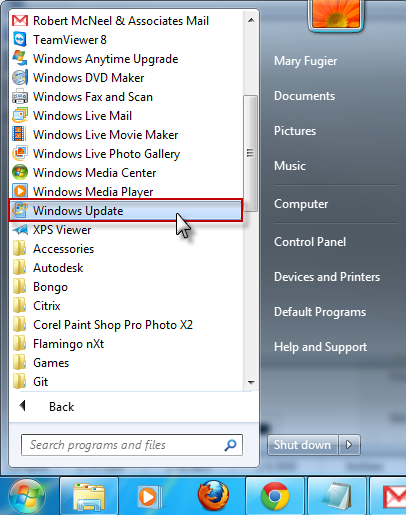 Robert McNeel & Associates Mail
TeamViewer 8
Windows Anytime Upgrade
Windows DVD Maker
Windows Fax and Scan
Windows Live Mail
Windows Live Movie Maker
Windows Live Photo Gallery
Windows Media Center
Windows Media Player
Windows Update
XPS Viewer
Accessories
Autodesk
Bongo
Citrix
Corel Paint Shop Pro Photo X2
Flamingo nXt
Games
Git
Back
Search programs and files
Mary Fugier
Documents
Pictures
Music
Computer
Control Panel
Devices and Printers
Default Programs
Help and Support
Shut down